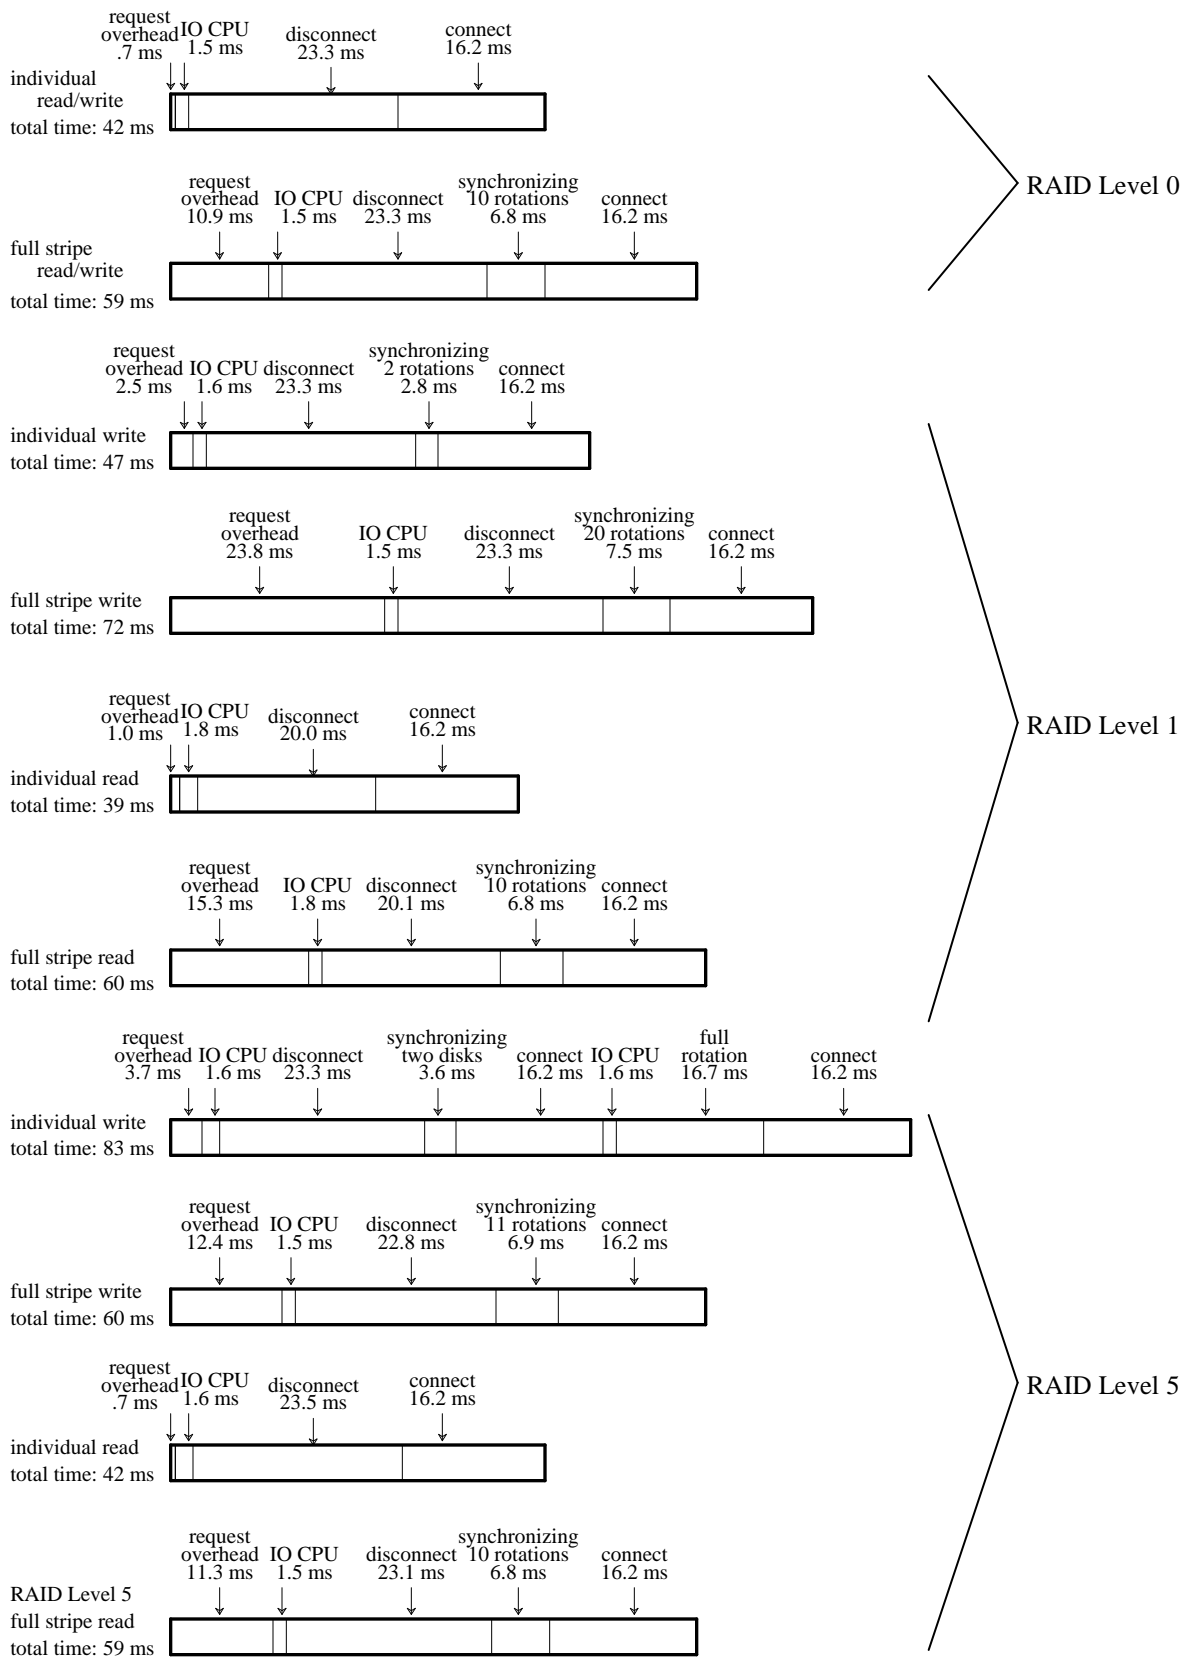 request
overhead
.7 ms
IO CPU
1.5 ms
disconnect
23.3 ms
connect
16.2 ms
individual
read/write
total time: 42 ms
request
overhead
10.9 ms
IO CPU
1.5 ms
disconnect
23.3 ms
synchronizing
10 rotations
6.8 ms
connect
16.2 ms
full stripe
read/write
total time: 59 ms
RAID Level 0
request
overhead
2.5 ms
IO CPU
1.6 ms
disconnect
23.3 ms
synchronizing
2 rotations
2.8 ms
connect
16.2 ms
individual write
total time: 47 ms
request
overhead
23.8 ms
IO CPU
1.5 ms
disconnect
23.3 ms
synchronizing
20 rotations
7.5 ms
connect
16.2 ms
full stripe write
total time: 72 ms
request
overhead
1.0 ms
IO CPU
1.8 ms
disconnect
20.0 ms
connect
16.2 ms
individual read
total time: 39 ms
request
overhead
15.3 ms
IO CPU
1.8 ms
disconnect
20.1 ms
synchronizing
10 rotations
6.8 ms
connect
16.2 ms
full stripe read
total time: 60 ms
RAID Level 1
request
overhead
3.7 ms
IO CPU
1.6 ms
disconnect
23.3 ms
synchronizing
two disks
3.6 ms
connect
16.2 ms
IO CPU
1.6 ms
full
rotation
16.7 ms
connect
16.2 ms
individual write
total time: 83 ms
request
overhead
12.4 ms
IO CPU
1.5 ms
disconnect
22.8 ms
synchronizing
11 rotations
6.9 ms
connect
16.2 ms
full stripe write
total time: 60 ms
request
overhead
.7 ms
IO CPU
1.6 ms
disconnect
23.5 ms
connect
16.2 ms
individual read
total time: 42 ms
request
overhead
11.3 ms
IO CPU
1.5 ms
disconnect
23.1 ms
synchronizing
10 rotations
6.8 ms
connect
16.2 ms
RAID Level 5
full stripe read
total time: 59 ms
RAID Level 5